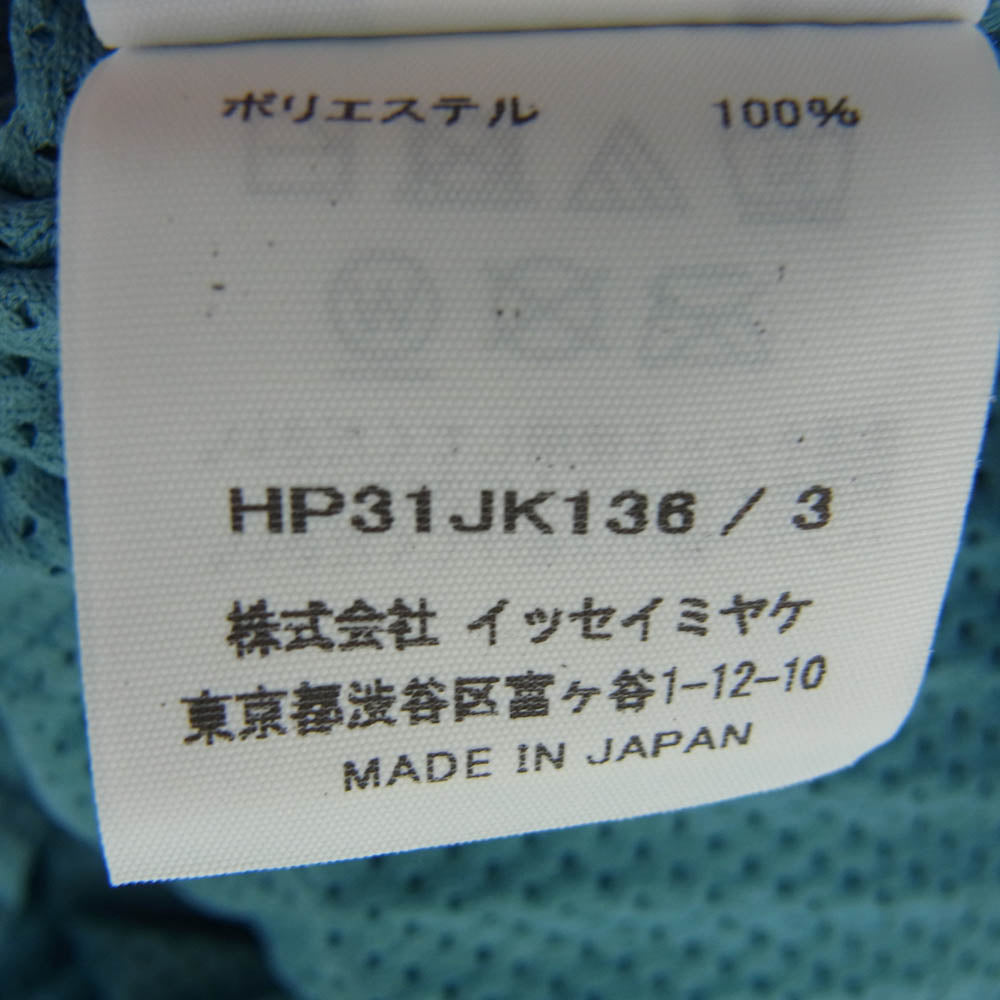 ポリエステル 100%
HP31JK136 / 3
株式会社 イッセイミヤケ
東京都渋谷区富ヶ谷1-12-10
MADE IN JAPAN